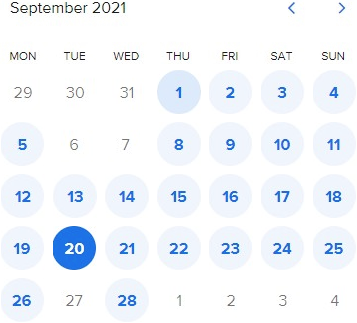 September 2021
MON TUE WED THU FRI SAT SUN
29 30 31 1 2 3 4
5 6 7 8 9 10 11
12 13 14 15 16 17 18
19 20 21 22 23 24 25
26 27 28 1 2 3 4